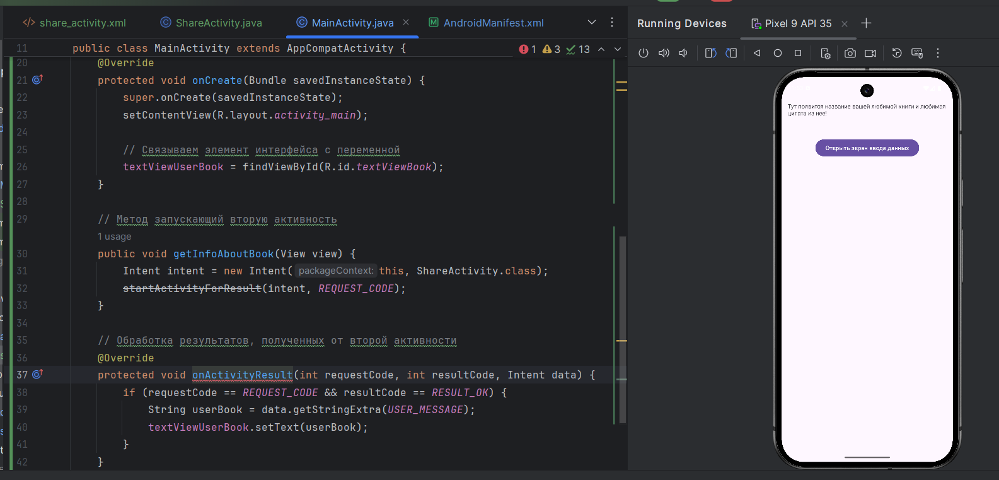 share_activity.xml ShareActivity.java MainActivity.java AndroidManifest.xml
11 public class MainActivity extends AppCompatActivity { 1 3 13
20 @Override
21 protected void onCreate(Bundle savedInstanceState) {
22 super.onCreate(savedInstanceState);
23 setContentView(R.layout.activity_main);
24
25 // Связываем элемент интерфейса с переменной
26 textViewUserBook = findViewById(R.id.textViewBook);
27 }
28
29 // Метод запускающий вторую активность
1 usage
30 public void getInfoAboutBook(View view) {
31 Intent intent = new Intent( packageContext: this, ShareActivity.class);
32 startActivityForResult(intent, REQUEST_CODE);
33 }
34
35 // Обработка результатов, полученных от второй активности
36 @Override
37 protected void onActivityResult(int requestCode, int resultCode, Intent data) {
38 if (requestCode == REQUEST_CODE && resultCode == RESULT_OK) {
39 String userBook = data.getStringExtra(USER_MESSAGE);
40 textViewUserBook.setText(userBook);
41 }
42 }
Running Devices Pixel 9 API 35
Тут появится название вашей любимой книги и любимая
цитата из нее!
Открыть экран ввода данных